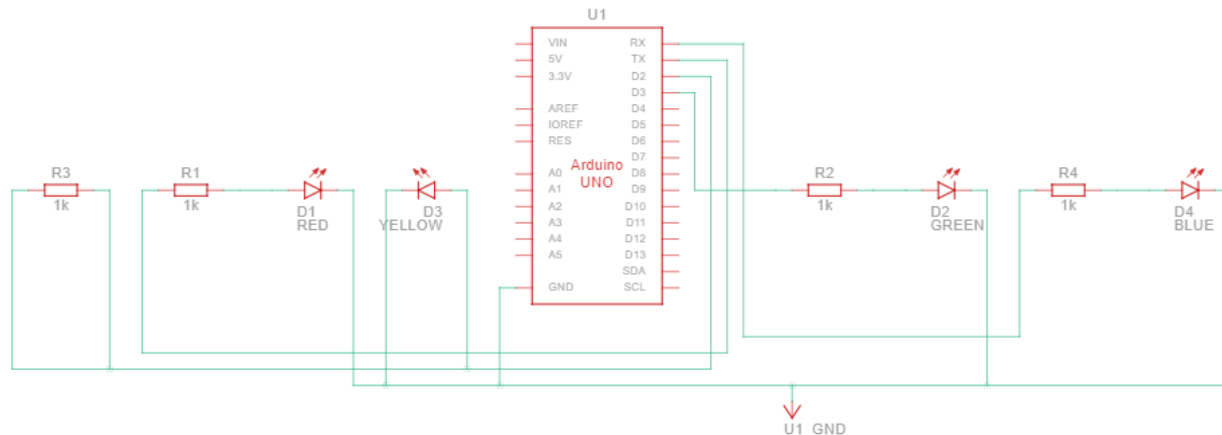 U1
VIN
5V
3.3V
AREF
IOREF
RES
A0
A1
A2
A3
A4
A5
GND
RX
TX
D2
D3
D4
D5
D6
D7
D8
D9
D10
D11
D12
D13
SDA
SCL
Arduino
UNO
R3
1k
R1
1k
D1
RED
D3
YELLOW
R2
1k
D2
GREEN
R4
1k
D4
BLUE
U1 GND